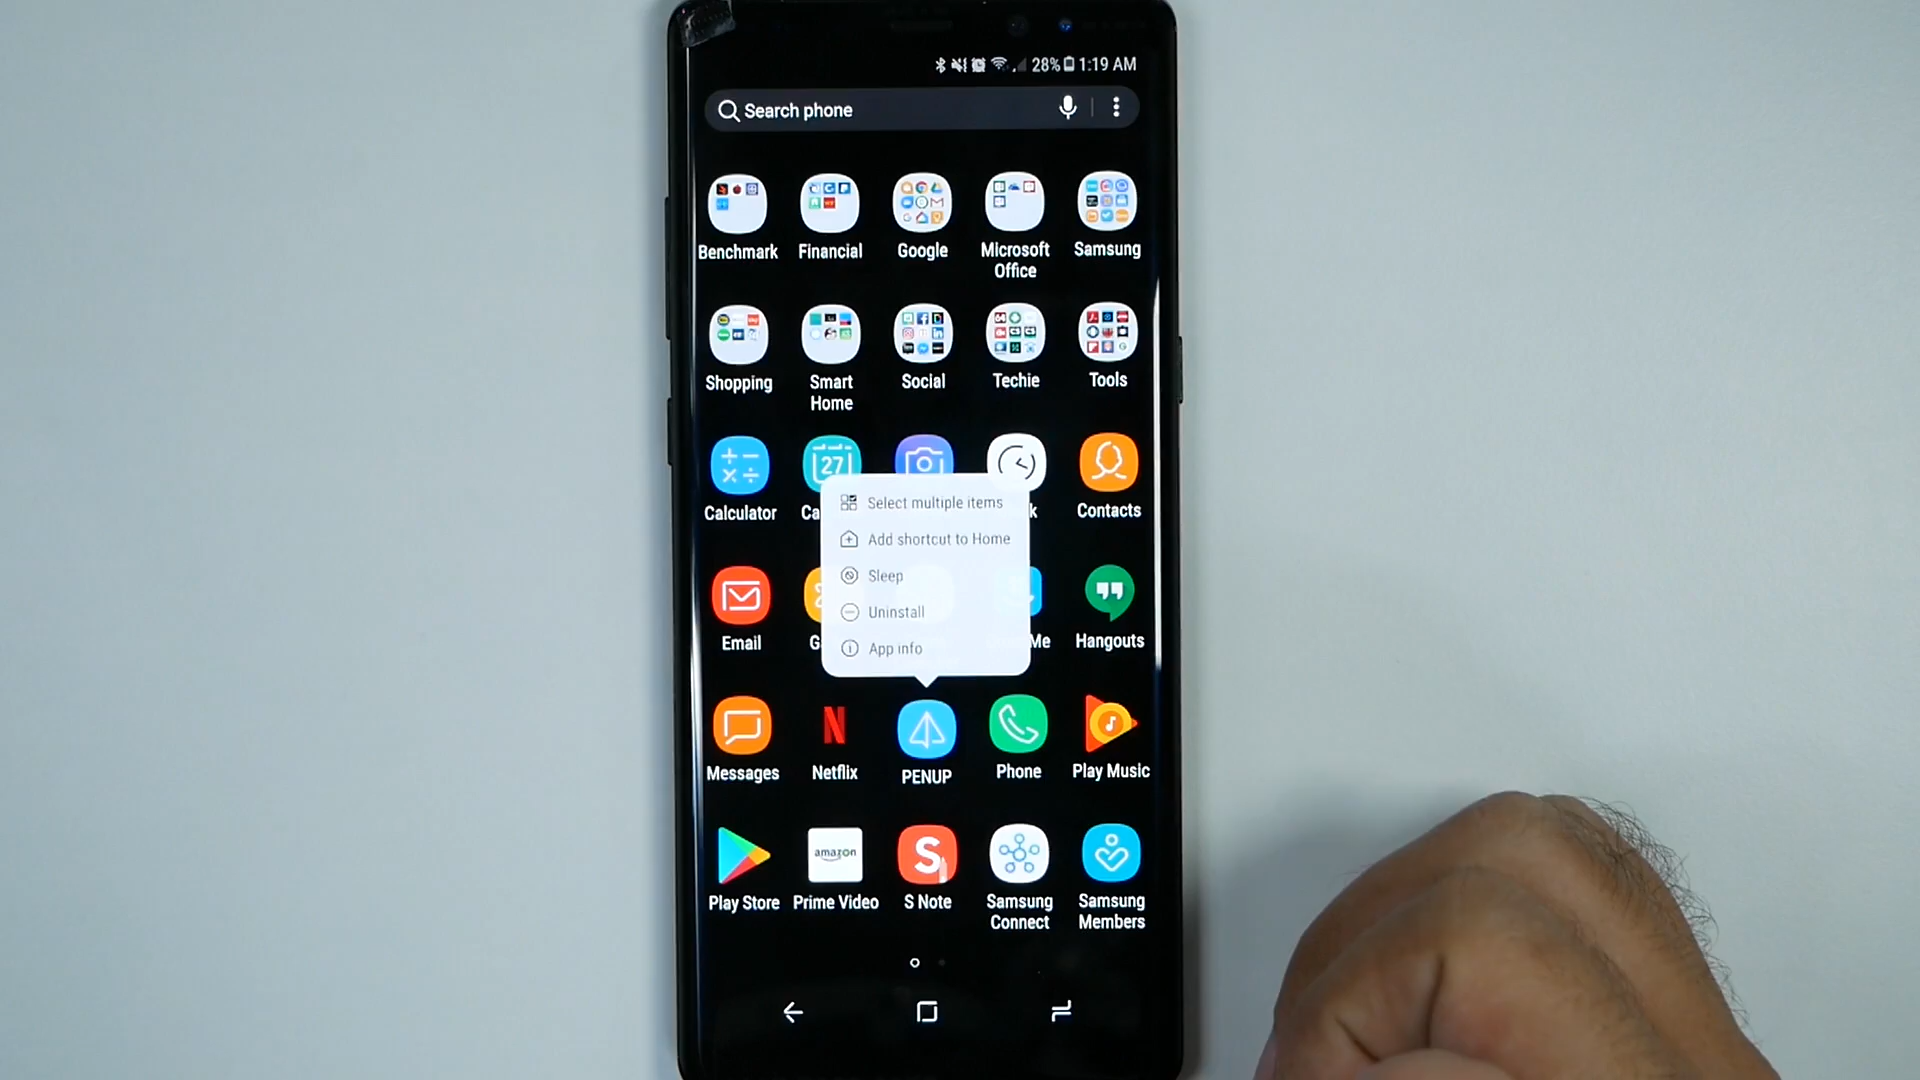 28% 1:19 AM
Search phone
Benchmark Financial Google Microsoft Office Samsung
Shopping Smart Home Social Techie Tools
27
Calculator Ca k Contacts
Select multiple items
Add shortcut to Home
Sleep
Uninstall
App info
Email G Me Hangouts
N
Messages Netflix PENUP Phone Play Music
amazon
S
Play Store Prime Video S Note Samsung Connect Samsung Members